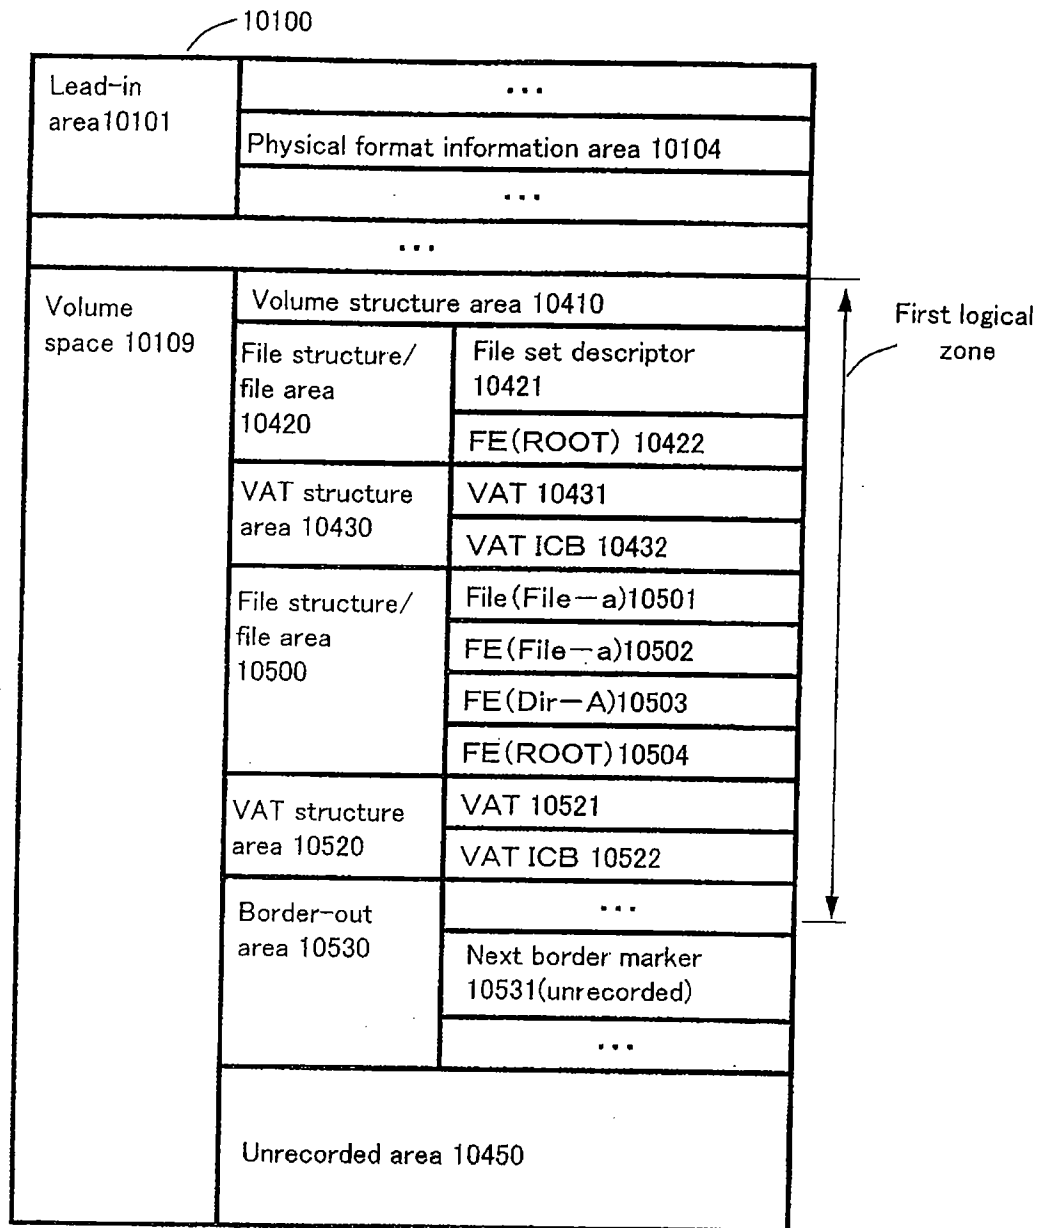 10100
Lead-in
area10101
...
Physical format information area 10104
...
...
Volume
space 10109
Volume structure area 10410
First logical
zone
File structure/
file area
10420
File set descriptor
10421
FE(ROOT) 10422
VAT structure
area 10430
VAT 10431
VAT ICB 10432
File structure/
file area
10500
File(File-a)10501
FE(File-a)10502
FE(Dir-A)10503
FE(ROOT)10504
VAT structure
area 10520
VAT 10521
VAT ICB 10522
Border-out
area 10530
...
Next border marker
10531(unrecorded)
...
Unrecorded area 10450